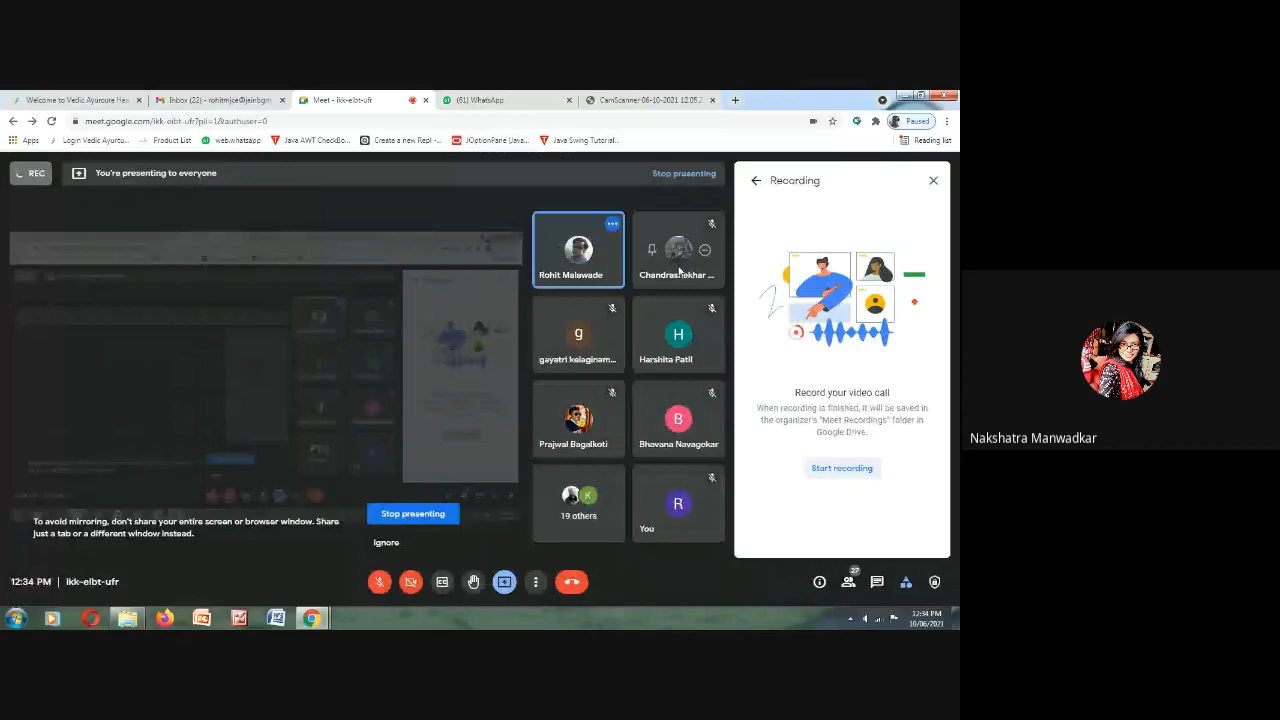 Welcome to Vedic Ayurcure Hea
Inbox (22) - rohitmjce@jainbgm
Meet - ikk-eibt-ufr
(61) WhatsApp
CamScanner 06-10-2021 12.05.2
meet.google.com/ikk-eibt-ufr?pli=1&authuser=0
Paused
Apps
Login Vedic Ayurcu...
Product List
web.whatsapp
Java AWT CheckBo...
Create a new Repl -...
JOptionPane (Java...
Java Swing Tutorial...
Reading list
REC
You're presenting to everyone
Stop presenting
Recording
Rohit Malawade
Chandrashekhar ...
g
gayatri kalaginam...
H
Harshita Patil
Prajwal Bagalkoti
B
Bhavana Navagekar
K
19 others
R
You
Record your video call
When recording is finished, it will be saved in
the organizer's "Meet Recordings" folder in
Google Drive.
Start recording
To avoid mirroring, don't share your entire screen or browser window. Share
just a tab or a different window instead.
Stop presenting
Ignore
12:34 PM | ikk-eibt-ufr
27
12:34 PM
10/06/2021
Nakshatra Manwadkar